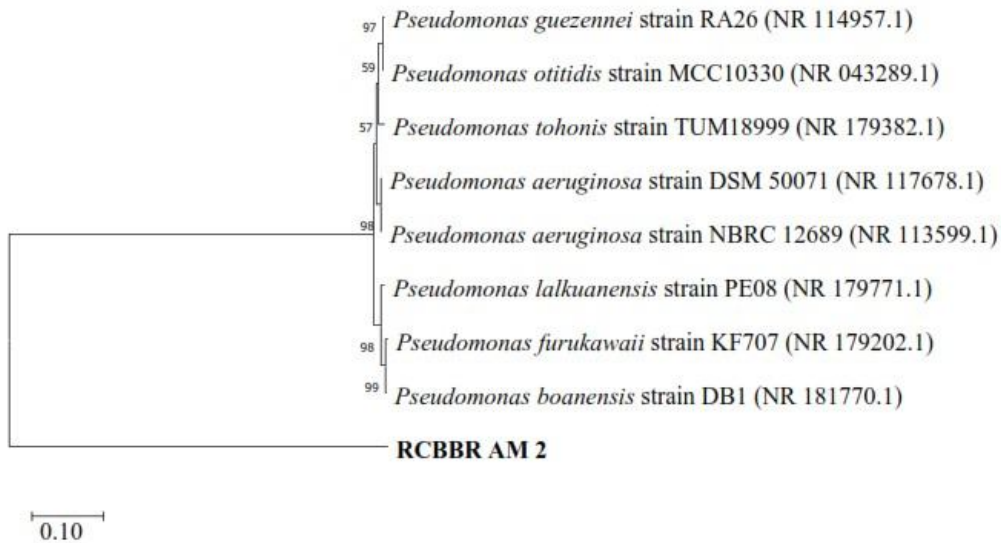 97
Pseudomonas guezennei strain RA26 (NR 114957.1)
59
Pseudomonas otitidis strain MCC10330 (NR 043289.1)
57
Pseudomonas tohonis strain TUM18999 (NR 179382.1)
Pseudomonas aeruginosa strain DSM 50071 (NR 117678.1)
98
Pseudomonas aeruginosa strain NBRC 12689 (NR 113599.1)
Pseudomonas lalkuanensis strain PE08 (NR 179771.1)
98
Pseudomonas furukawaii strain KF707 (NR 179202.1)
99
Pseudomonas boanensis strain DB1 (NR 181770.1)
RCBBR AM 2
0.10